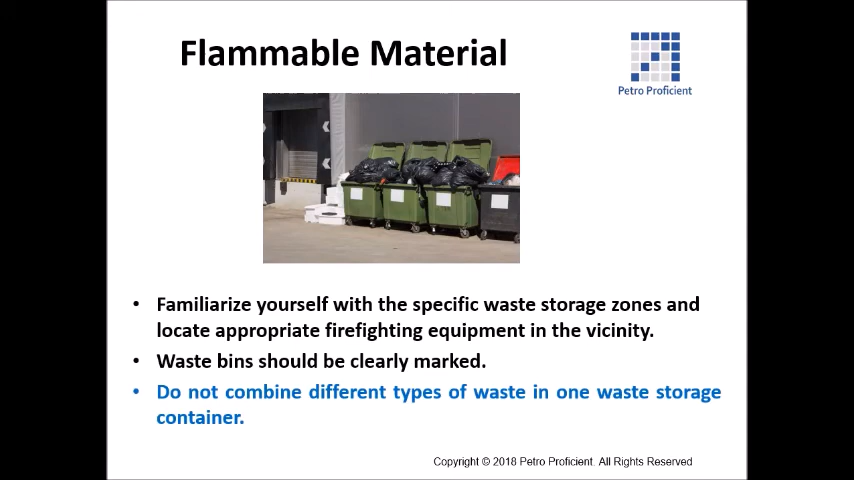 Flammable Material
Petro Proficient
• Familiarize yourself with the specific waste storage zones and
locate appropriate firefighting equipment in the vicinity.
• Waste bins should be clearly marked.
• Do not combine different types of waste in one waste storage
container.
Copyright © 2018 Petro Proficient. All Rights Reserved